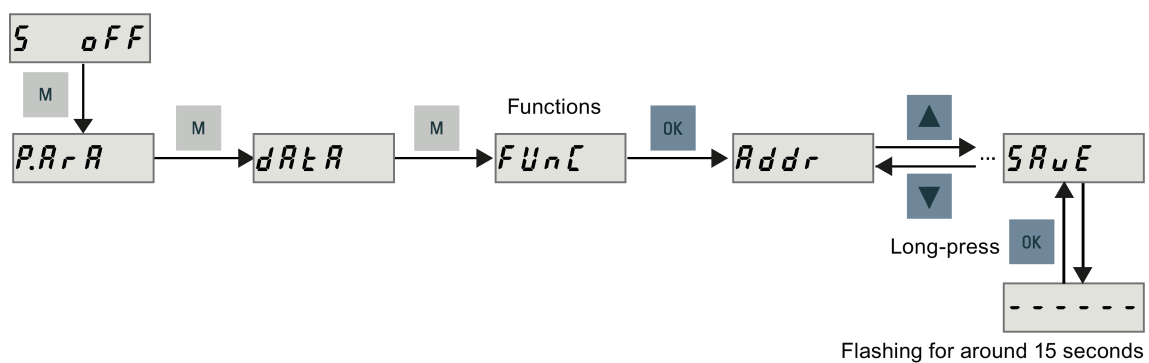 S oFF
M
M
M
Functions
OK
P.ArA
dAtA
FUnC
Addr
...
SAvE
Long-press
OK
- - - - - -
Flashing for around 15 seconds